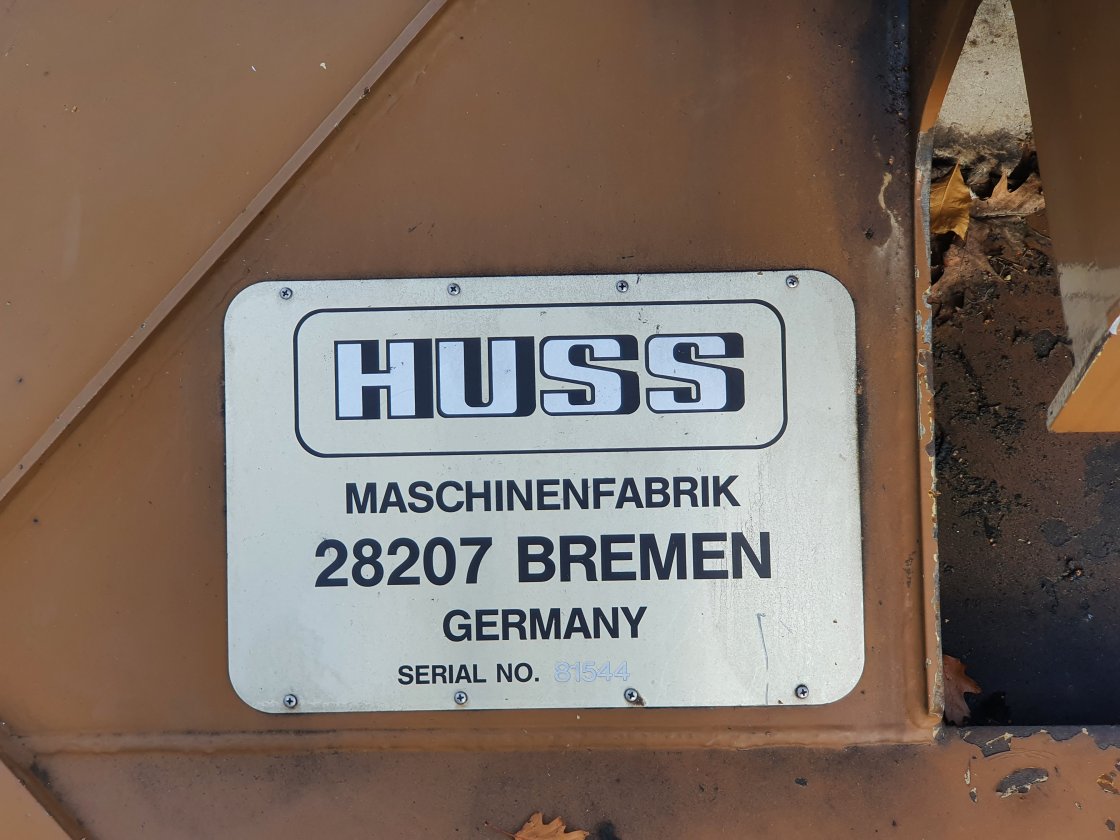 HUSS
MASCHINENFABRIK
28207 BREMEN
GERMANY
SERIAL NO. 81544